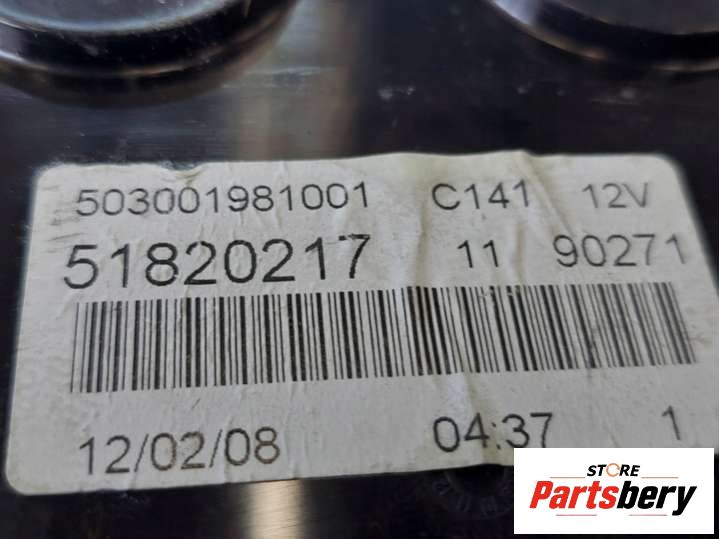 503001981001 C141 12V
51820217 11 90271
12/02/08 04:37 1
STORE
Partsbery